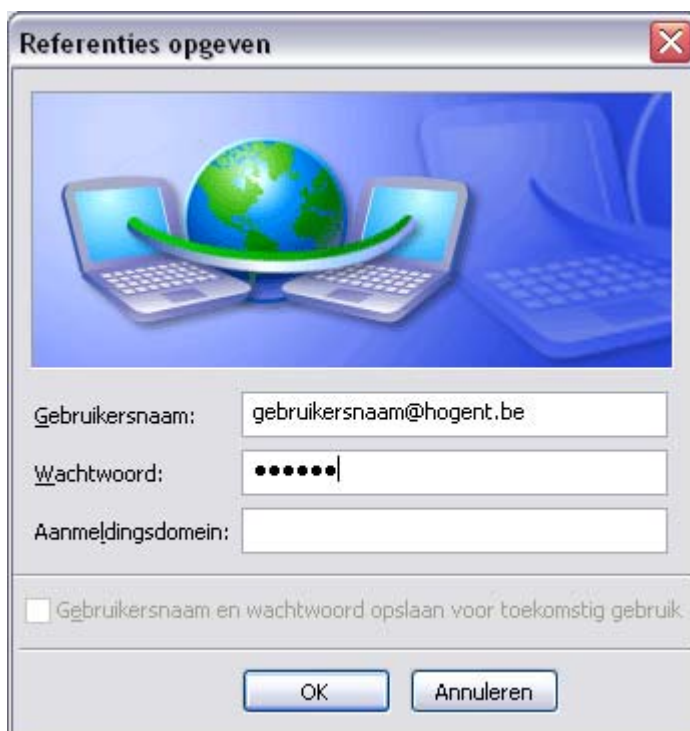 Referenties opgeven
Gebruikersnaam: gebruikersnaam@hogent.be
Wachtwoord: ••••••
Aanmeldingsdomein:
Gebruikersnaam en wachtwoord opslaan voor toekomstig gebruik
OK Annuleren